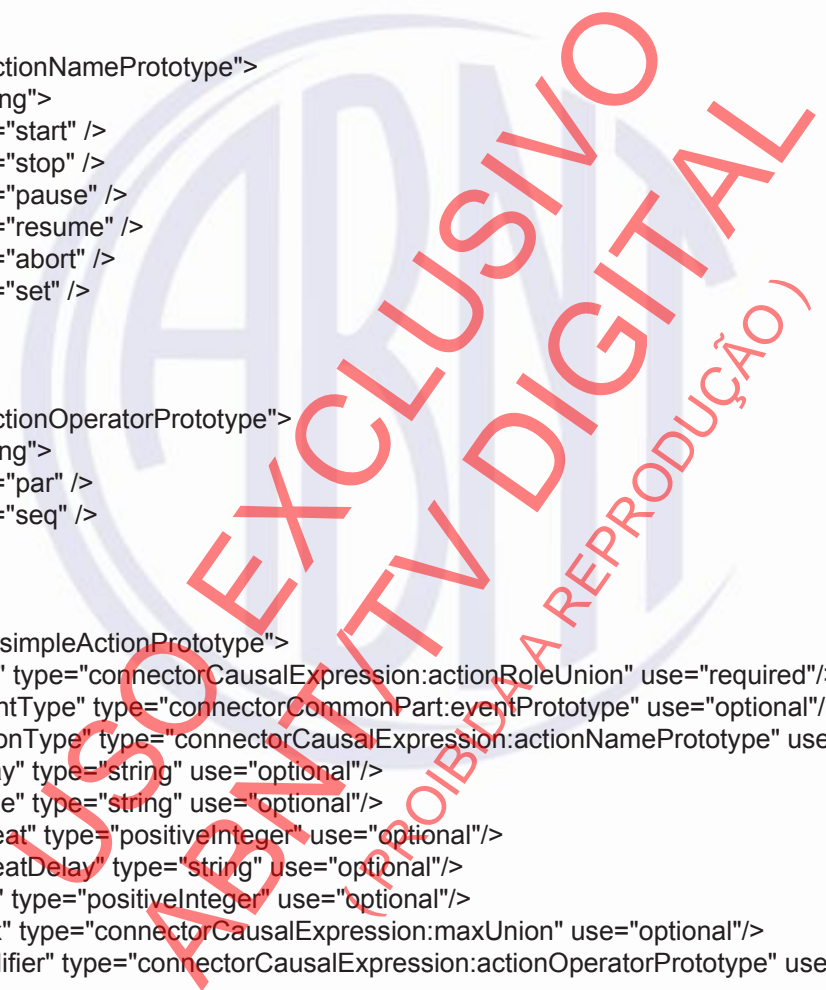 ctionNamePrototype">
ng">
="start" />
="stop" />
="pause" />
="resume" />
="abort" />
="set" />
ctionOperatorPrototype">
ng">
="par" />
="seq" />
simpleActionPrototype">
" type="connectorCausalExpression:actionRoleUnion" use="required"/>
ntType" type="connectorCommonPart:eventPrototype" use="optional"/
onType" type="connectorCausalExpression:actionNamePrototype" use
ay" type="string" use="optional"/>
e" type="string" use="optional"/>
eat" type="positiveInteger" use="optional"/>
eatDelay" type="string" use="optional"/>
" type="positiveInteger" use="optional"/>
" type="connectorCausalExpression:maxUnion" use="optional"/>
lifier" type="connectorCausalExpression:actionOperatorPrototype" use
USO EXCLUSIVO
ABNT/TV DIGITAL
( PROIBIDA A REPRODUÇÃO )
ABNT